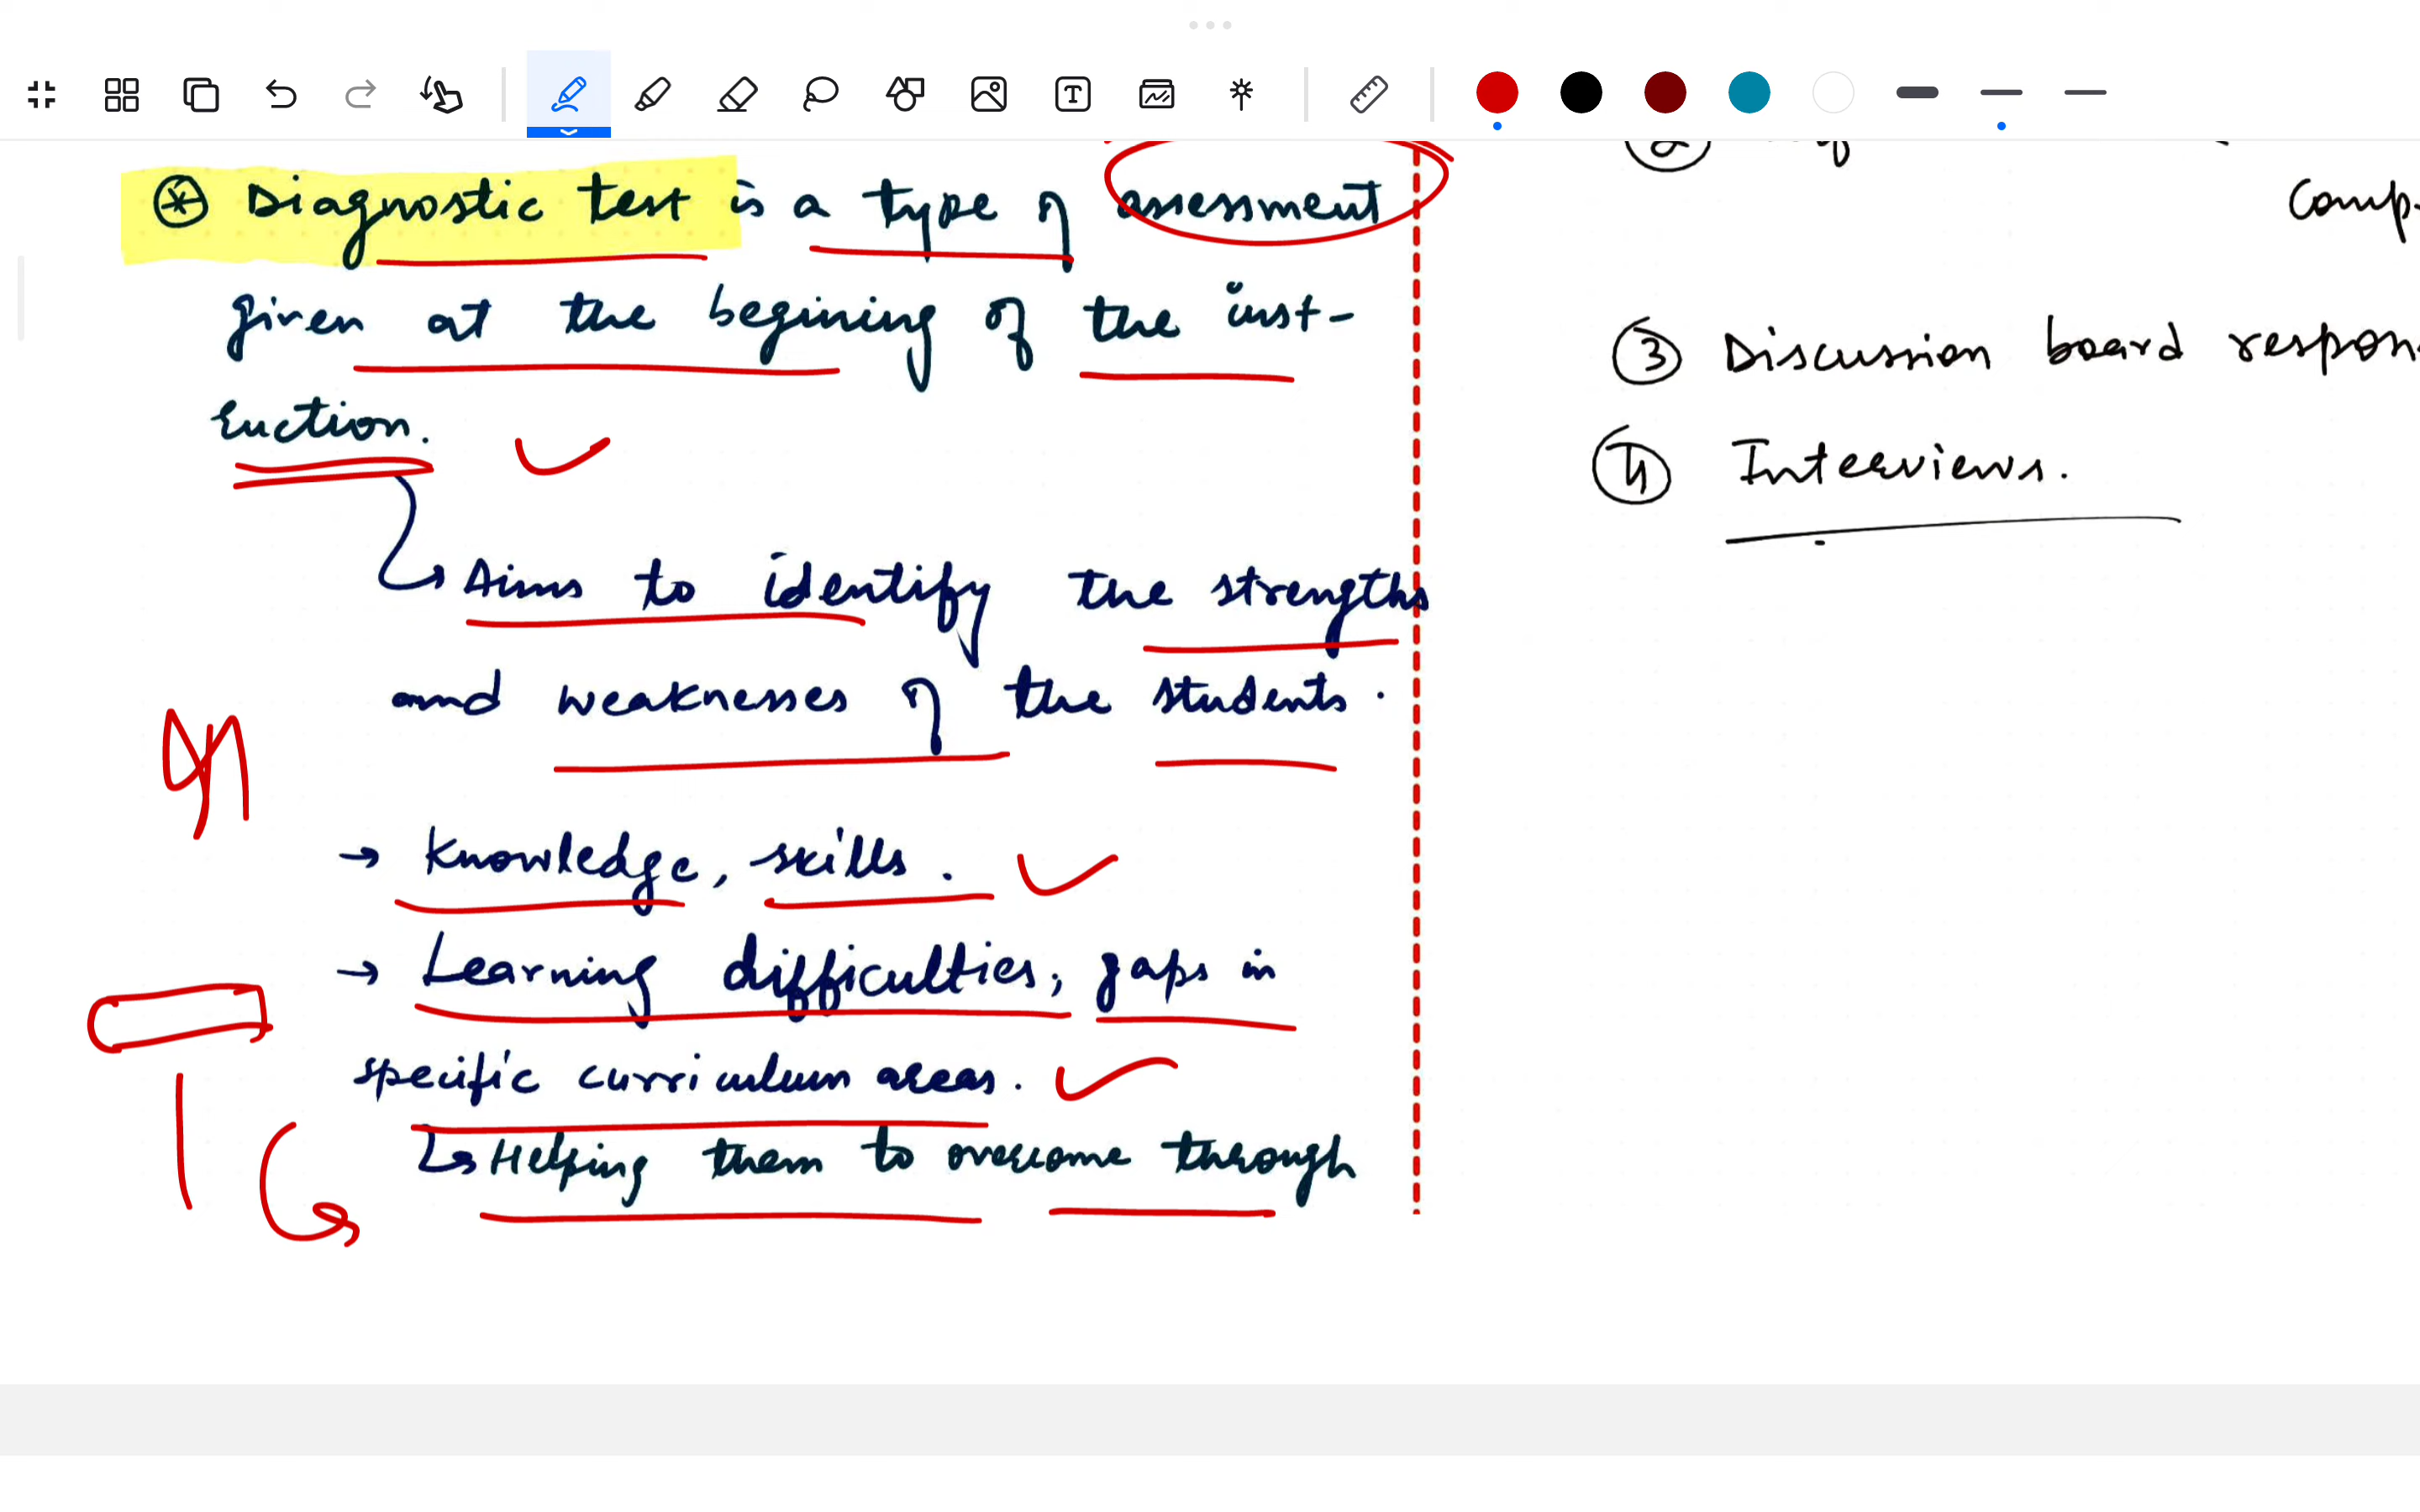 ⊛ Diagnostic test is a type of assessment
given at the begining of the inst-
ruction.
↳ Aims to identify the strengths
and weaknesses of the students.
→ Knowledge, skills.
→ Learning difficulties, gaps in
specific curriculum areas.
↳ Helping them to overcome through
②
Comp.
③ Discussion board respon
④ Interviews.